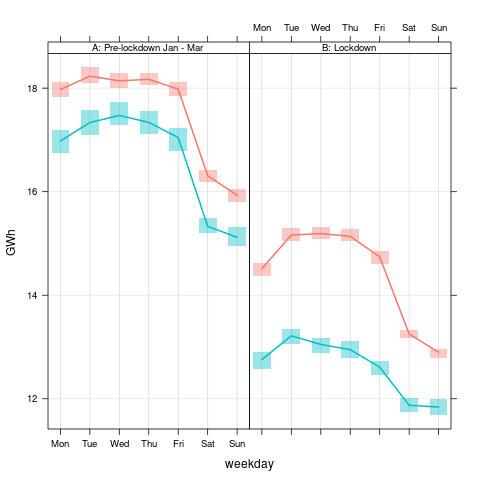 Mon Tue Wed Thu Fri Sat Sun
A: Pre-lockdown Jan - Mar B: Lockdown
18
16
GWh
14
12
Mon Tue Wed Thu Fri Sat Sun
weekday